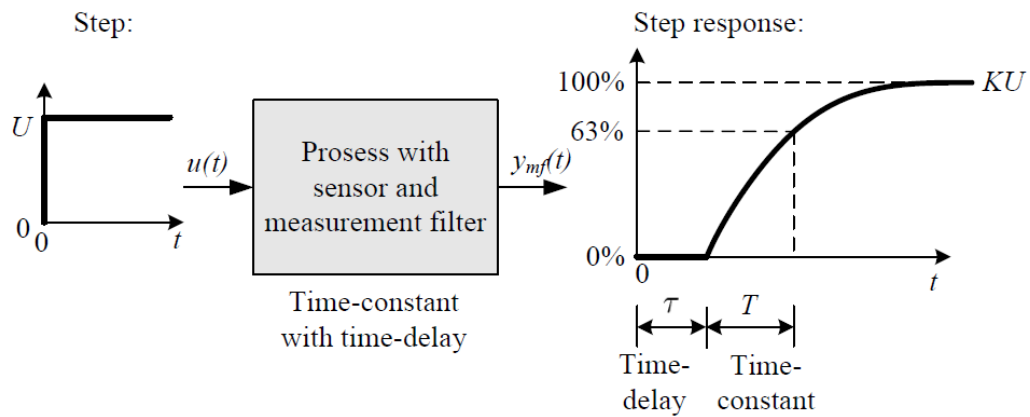 Step:
U
0
0
t
u(t)
Prosess with
sensor and
measurement filter
Time-constant
with time-delay
y_mf(t)
Step response:
100%
63%
0%
0
KU
t
τ
T
Time-
delay
Time-
constant